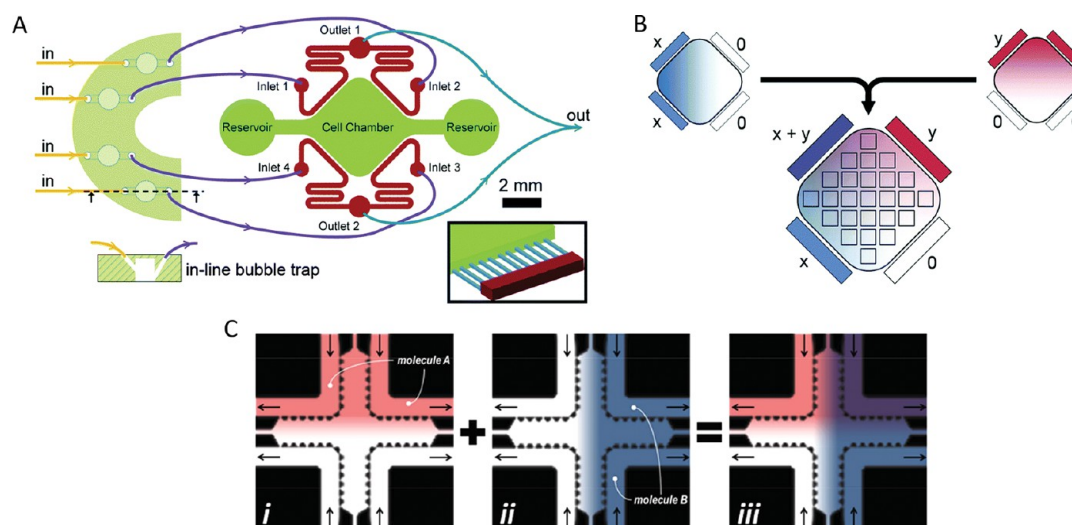 A
in
in
in
in
in-line bubble trap
Outlet 1
Inlet 1
Inlet 2
Reservoir
Cell Chamber
Reservoir
Inlet 4
Inlet 3
Outlet 2
out
2 mm
B
x
0
x
0
y
y
0
0
x + y
y
x
0
C
molecule A
i
+
molecule B
ii
=
iii